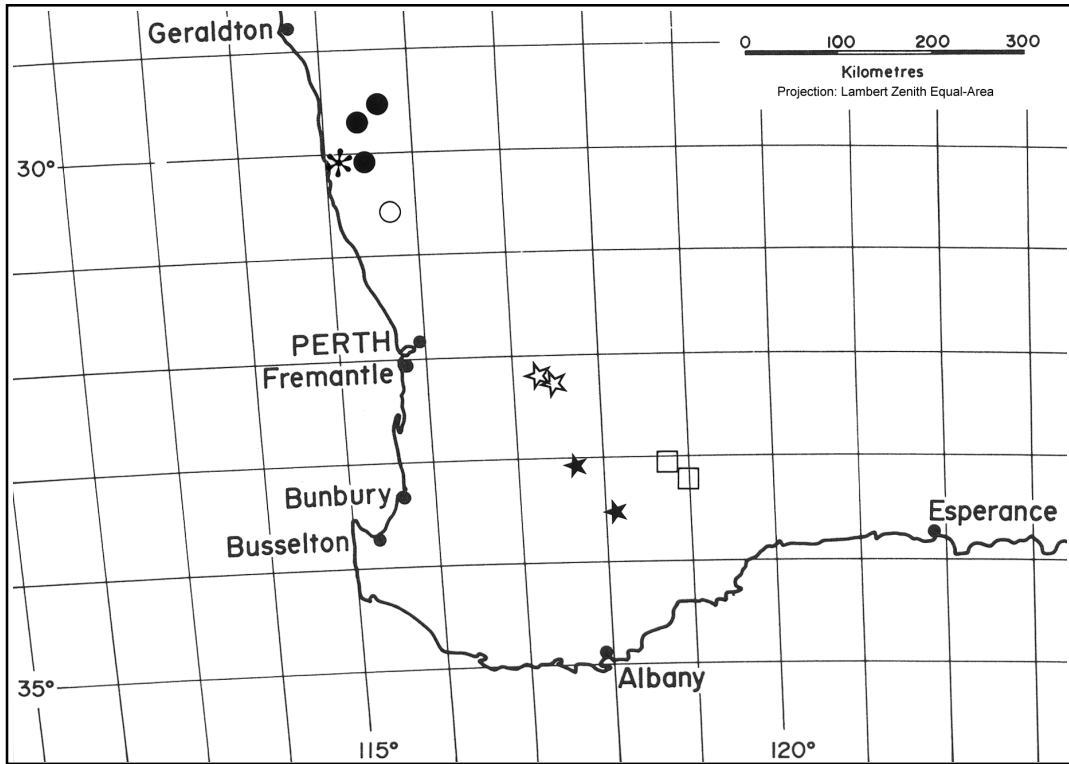 Geraldton
0 100 200 300
Kilometres
Projection: Lambert Zenith Equal-Area
30°
PERTH
Fremantle
Bunbury
Busselton
Esperance
Albany
35°
115° 120°